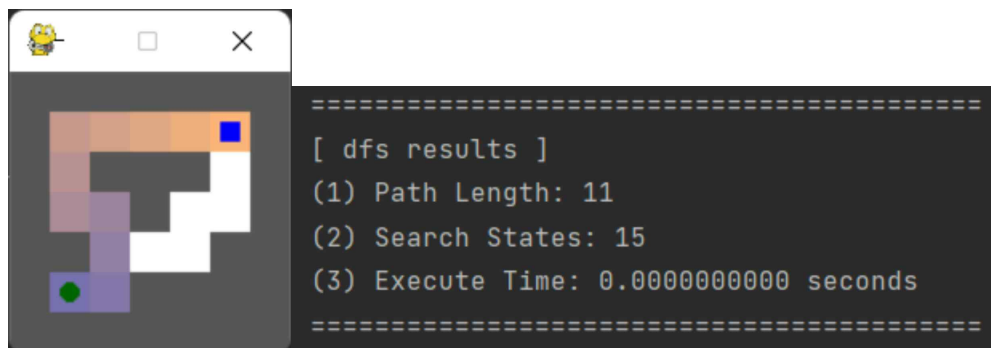 ==========================================
[ dfs results ]
(1) Path Length: 11
(2) Search States: 15
(3) Execute Time: 0.0000000000 seconds
==========================================